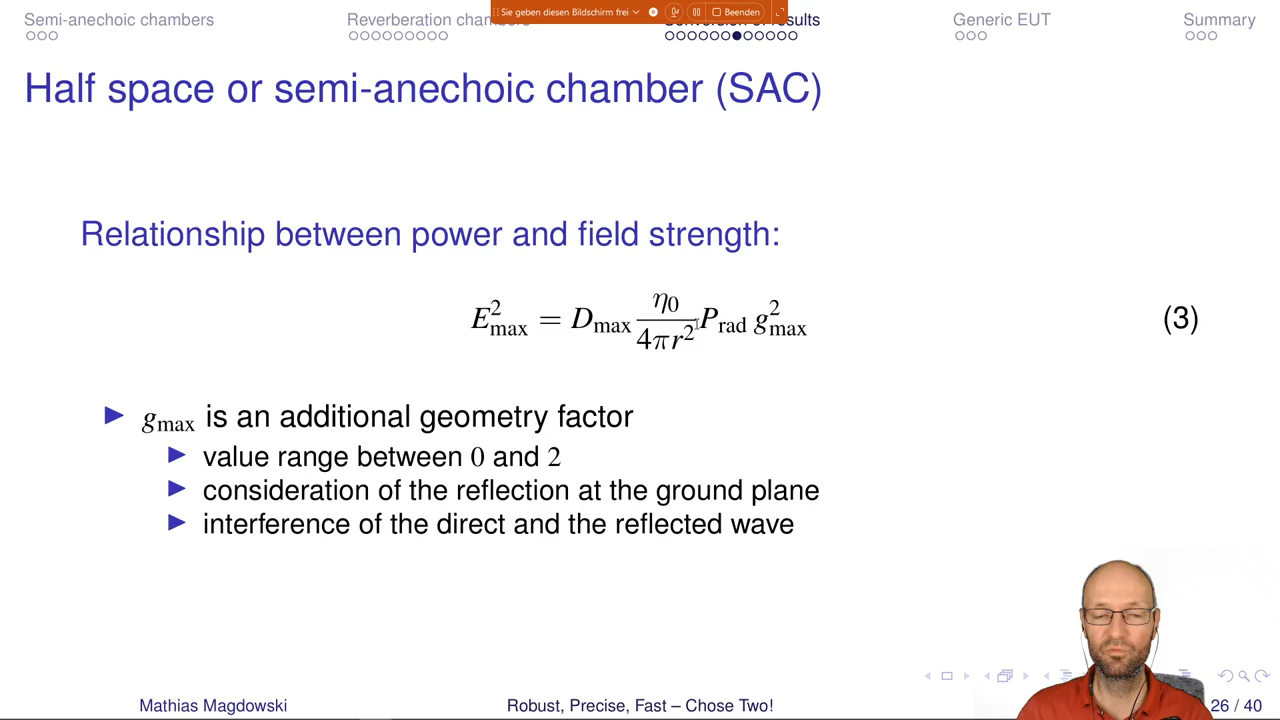 Semi-anechoic chambers
Reverberation cham
Sie geben diesen Bildschirm frei
Beenden
results
Generic EUT
Summary
Half space or semi-anechoic chamber (SAC)
Relationship between power and field strength:
E²max = Dmax η₀/4πr² Prad g²max (3)
gmax is an additional geometry factor
value range between 0 and 2
consideration of the reflection at the ground plane
interference of the direct and the reflected wave
Mathias Magdowski
Robust, Precise, Fast – Chose Two!
26 / 40